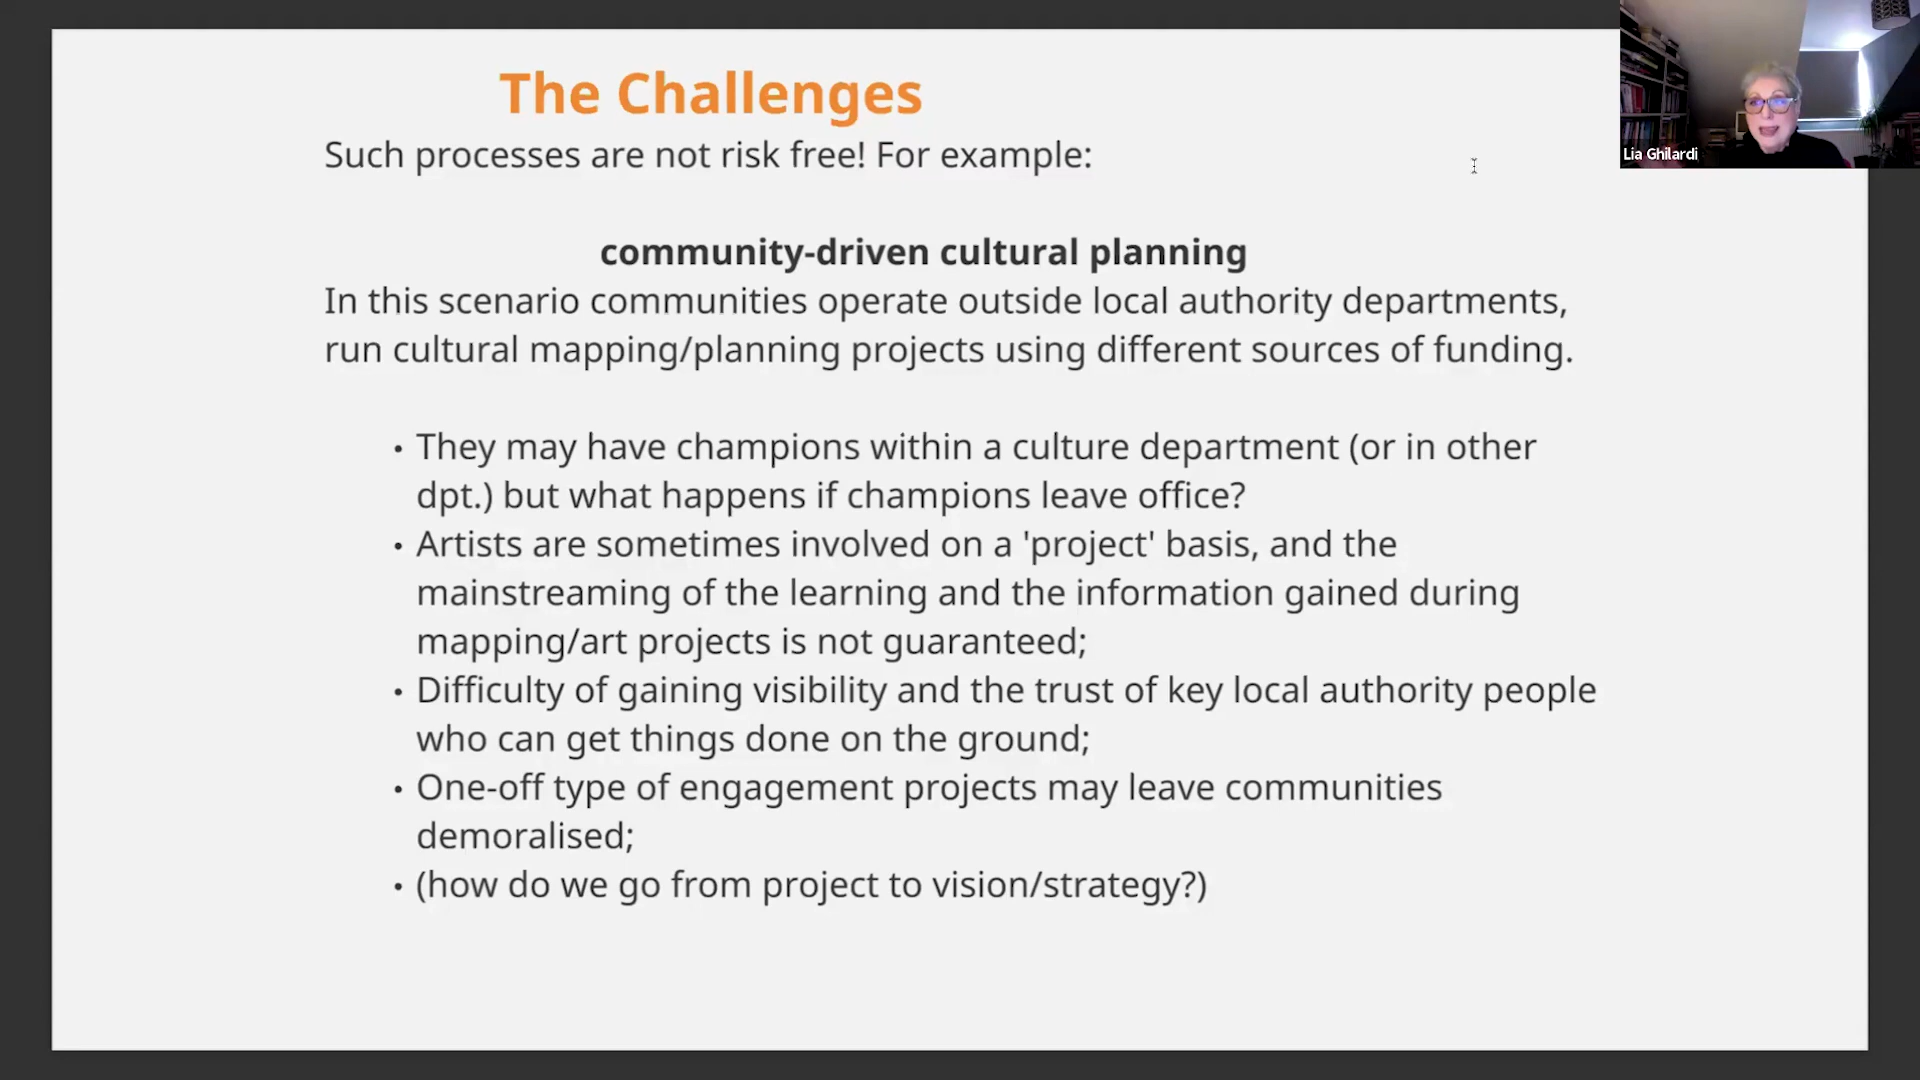 The Challenges
Such processes are not risk free! For example:
community-driven cultural planning
In this scenario communities operate outside local authority departments,
run cultural mapping/planning projects using different sources of funding.
• They may have champions within a culture department (or in other
dpt.) but what happens if champions leave office?
• Artists are sometimes involved on a 'project' basis, and the
mainstreaming of the learning and the information gained during
mapping/art projects is not guaranteed;
• Difficulty of gaining visibility and the trust of key local authority people
who can get things done on the ground;
• One-off type of engagement projects may leave communities
demoralised;
• (how do we go from project to vision/strategy?)
Lia Ghilardi